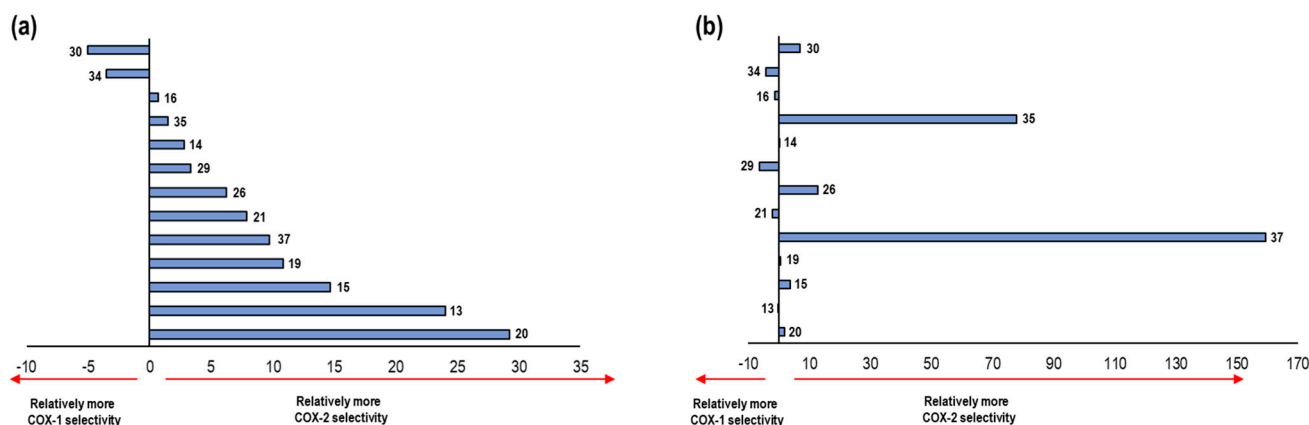 (a)
30
34
16
35
14
29
26
21
37
19
15
13
20
-10 -5 0 5 10 15 20 25 30 35
Relatively more
COX-1 selectivity
Relatively more
COX-2 selectivity
(b)
30
34
16
35
14
29
26
21
37
19
15
13
20
-10 10 30 50 70 90 110 130 150 170
Relatively more
COX-1 selectivity
Relatively more
COX-2 selectivity